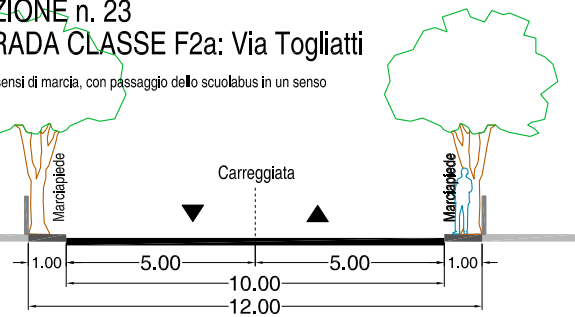 ZIONE n. 23
RADA CLASSE F2a: Via Togliatti
sensi di marcia, con passaggio dello scuolabus in un senso
Marciapiede
Carreggiata
Marciapiede
1.00
5.00
5.00
1.00
10.00
12.00